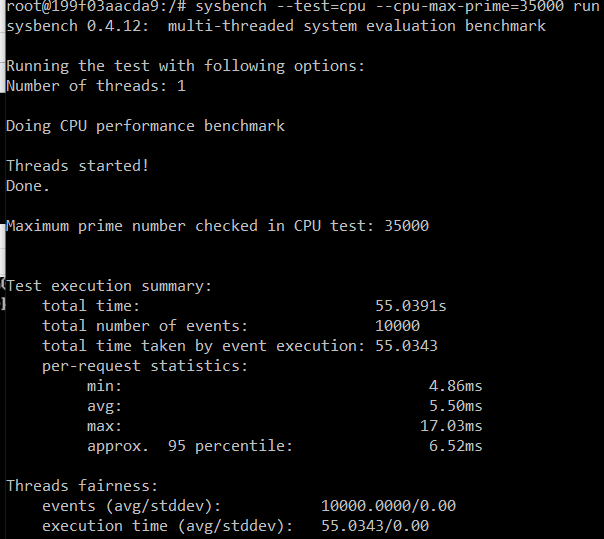 root@199f03aacda9:/# sysbench --test=cpu --cpu-max-prime=35000 run
sysbench 0.4.12:  multi-threaded system evaluation benchmark
Running the test with following options:
Number of threads: 1
Doing CPU performance benchmark
Threads started!
Done.
Maximum prime number checked in CPU test: 35000
Test execution summary:
    total time:                          55.0391s
    total number of events:              10000
    total time taken by event execution: 55.0343
    per-request statistics:
         min:                                  4.86ms
         avg:                                  5.50ms
         max:                                 17.03ms
         approx.  95 percentile:               6.52ms
Threads fairness:
    events (avg/stddev):           10000.0000/0.00
    execution time (avg/stddev):   55.0343/0.00